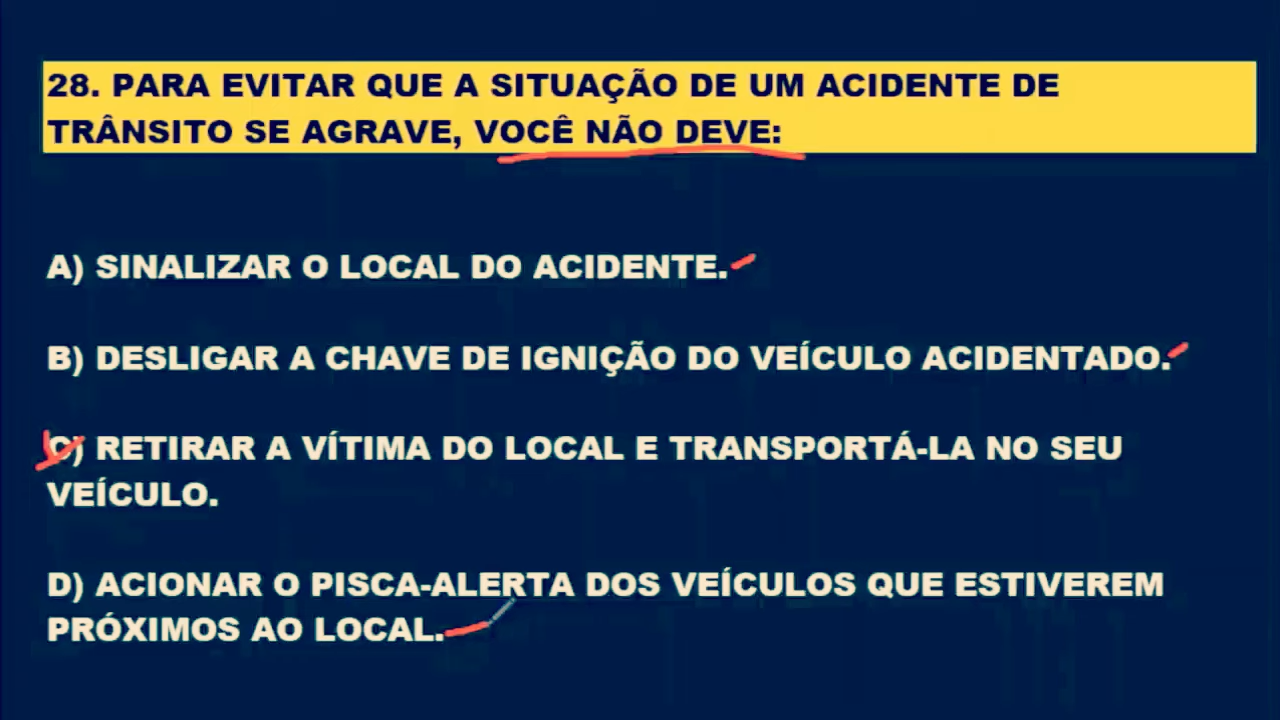 28. PARA EVITAR QUE A SITUAÇÃO DE UM ACIDENTE DE
TRÂNSITO SE AGRAVE, VOCÊ NÃO DEVE:
A) SINALIZAR O LOCAL DO ACIDENTE.
B) DESLIGAR A CHAVE DE IGNIÇÃO DO VEÍCULO ACIDENTADO.
C) RETIRAR A VÍTIMA DO LOCAL E TRANSPORTÁ-LA NO SEU
VEÍCULO.
D) ACIONAR O PISCA-ALERTA DOS VEÍCULOS QUE ESTIVEREM
PRÓXIMOS AO LOCAL.